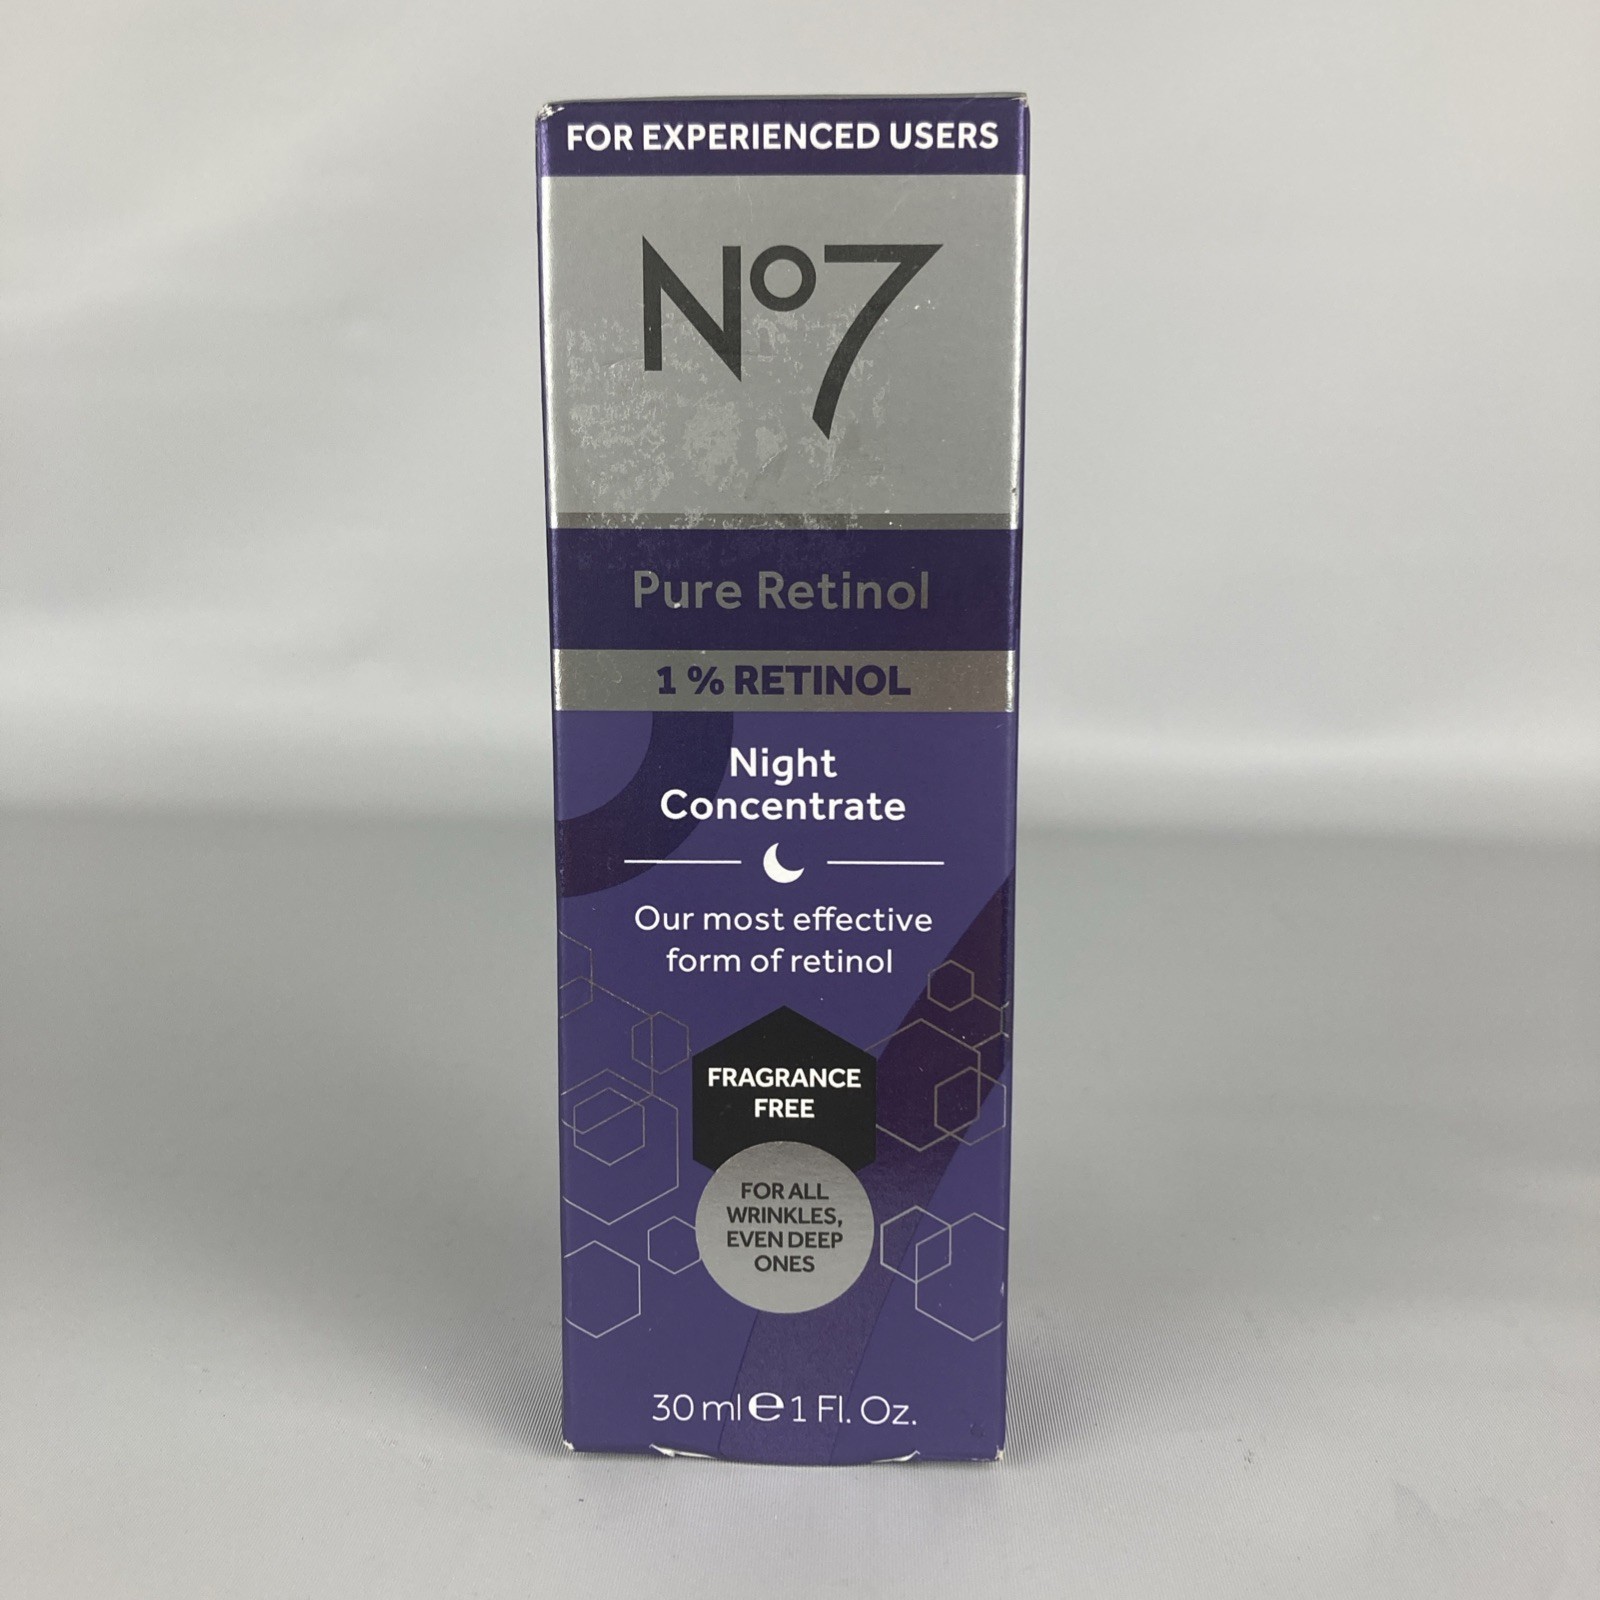 FOR EXPERIENCED USERS
Nº7
Pure Retinol
1 % RETINOL
Night
Concentrate
Our most effective
form of retinol
FRAGRANCE
FREE
FOR ALL
WRINKLES,
EVEN DEEP
ONES
30 ml ℮ 1 Fl. Oz.